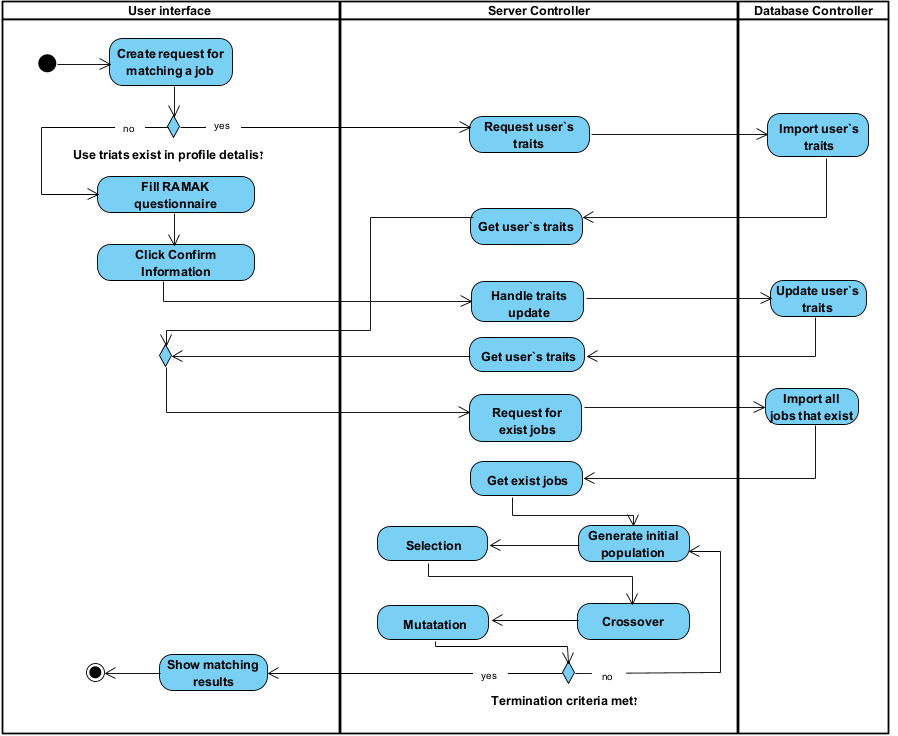 User interface
Server Controller
Database Controller
Create request for
matching a job
no
yes
Use triats exist in profile detalis?
Request user`s
traits
Import user`s
traits
Fill RAMAK
questionnaire
Get user`s traits
Click Confirm
Information
Handle traits
update
Update user`s
traits
Get user`s traits
Request for
exist jobs
Import all
jobs that exist
Get exist jobs
Generate initial
population
Selection
Crossover
Mutatation
Show matching
results
yes
no
Termination criteria met?